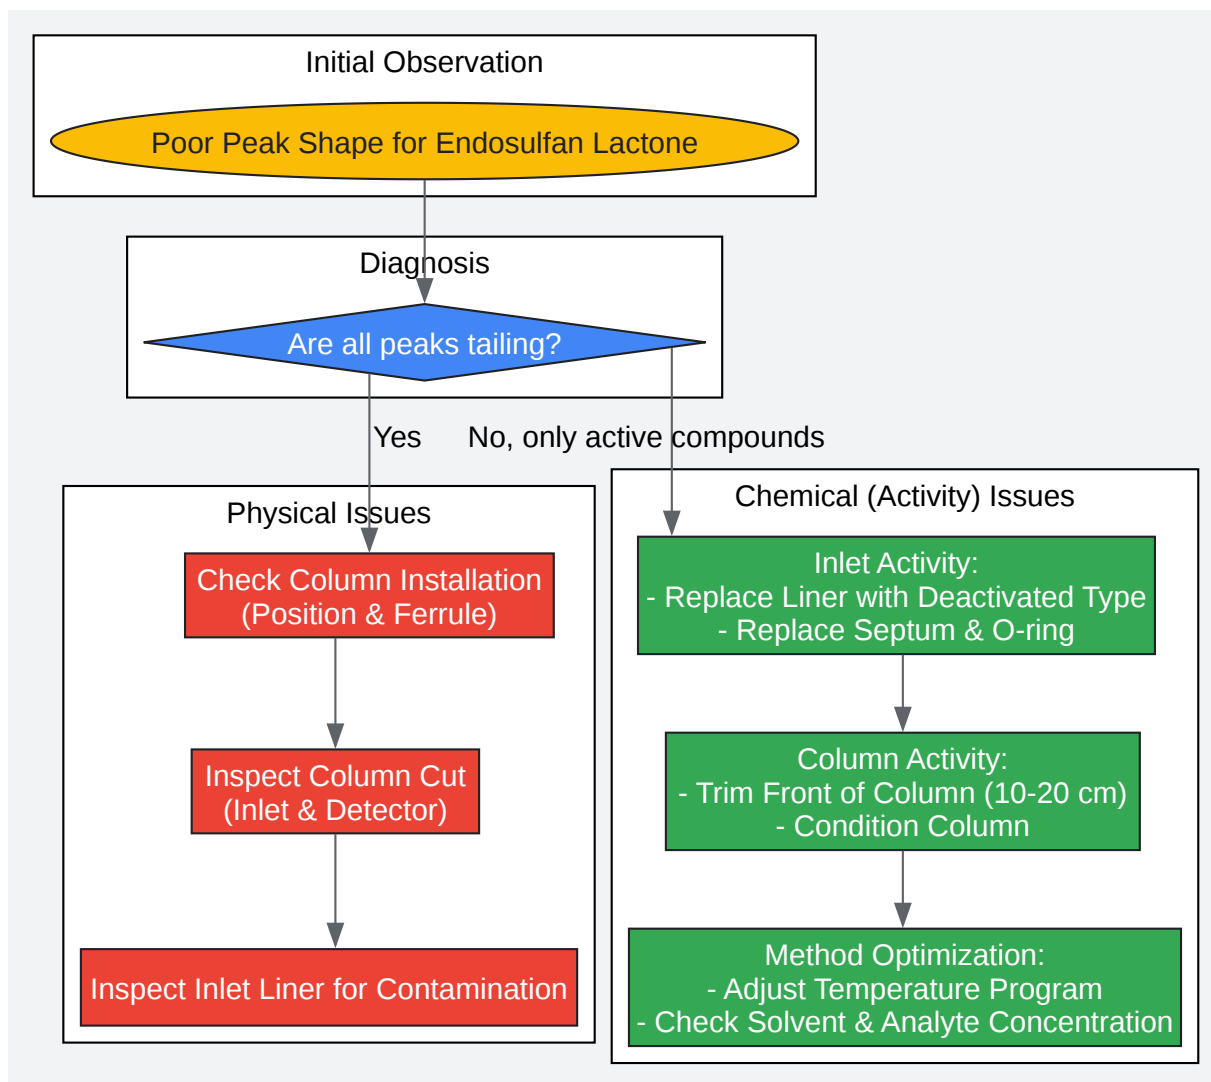 Initial Observation
Poor Peak Shape for Endosulfan Lactone
Diagnosis
Are all peaks tailing?
Yes
No, only active compounds
Physical Issues
Check Column Installation
(Position & Ferrule)
Inspect Column Cut
(Inlet & Detector)
Inspect Inlet Liner for Contamination
Chemical (Activity) Issues
Inlet Activity:
- Replace Liner with Deactivated Type
- Replace Septum & O-ring
Column Activity:
- Trim Front of Column (10-20 cm)
- Condition Column
Method Optimization:
- Adjust Temperature Program
- Check Solvent & Analyte Concentration